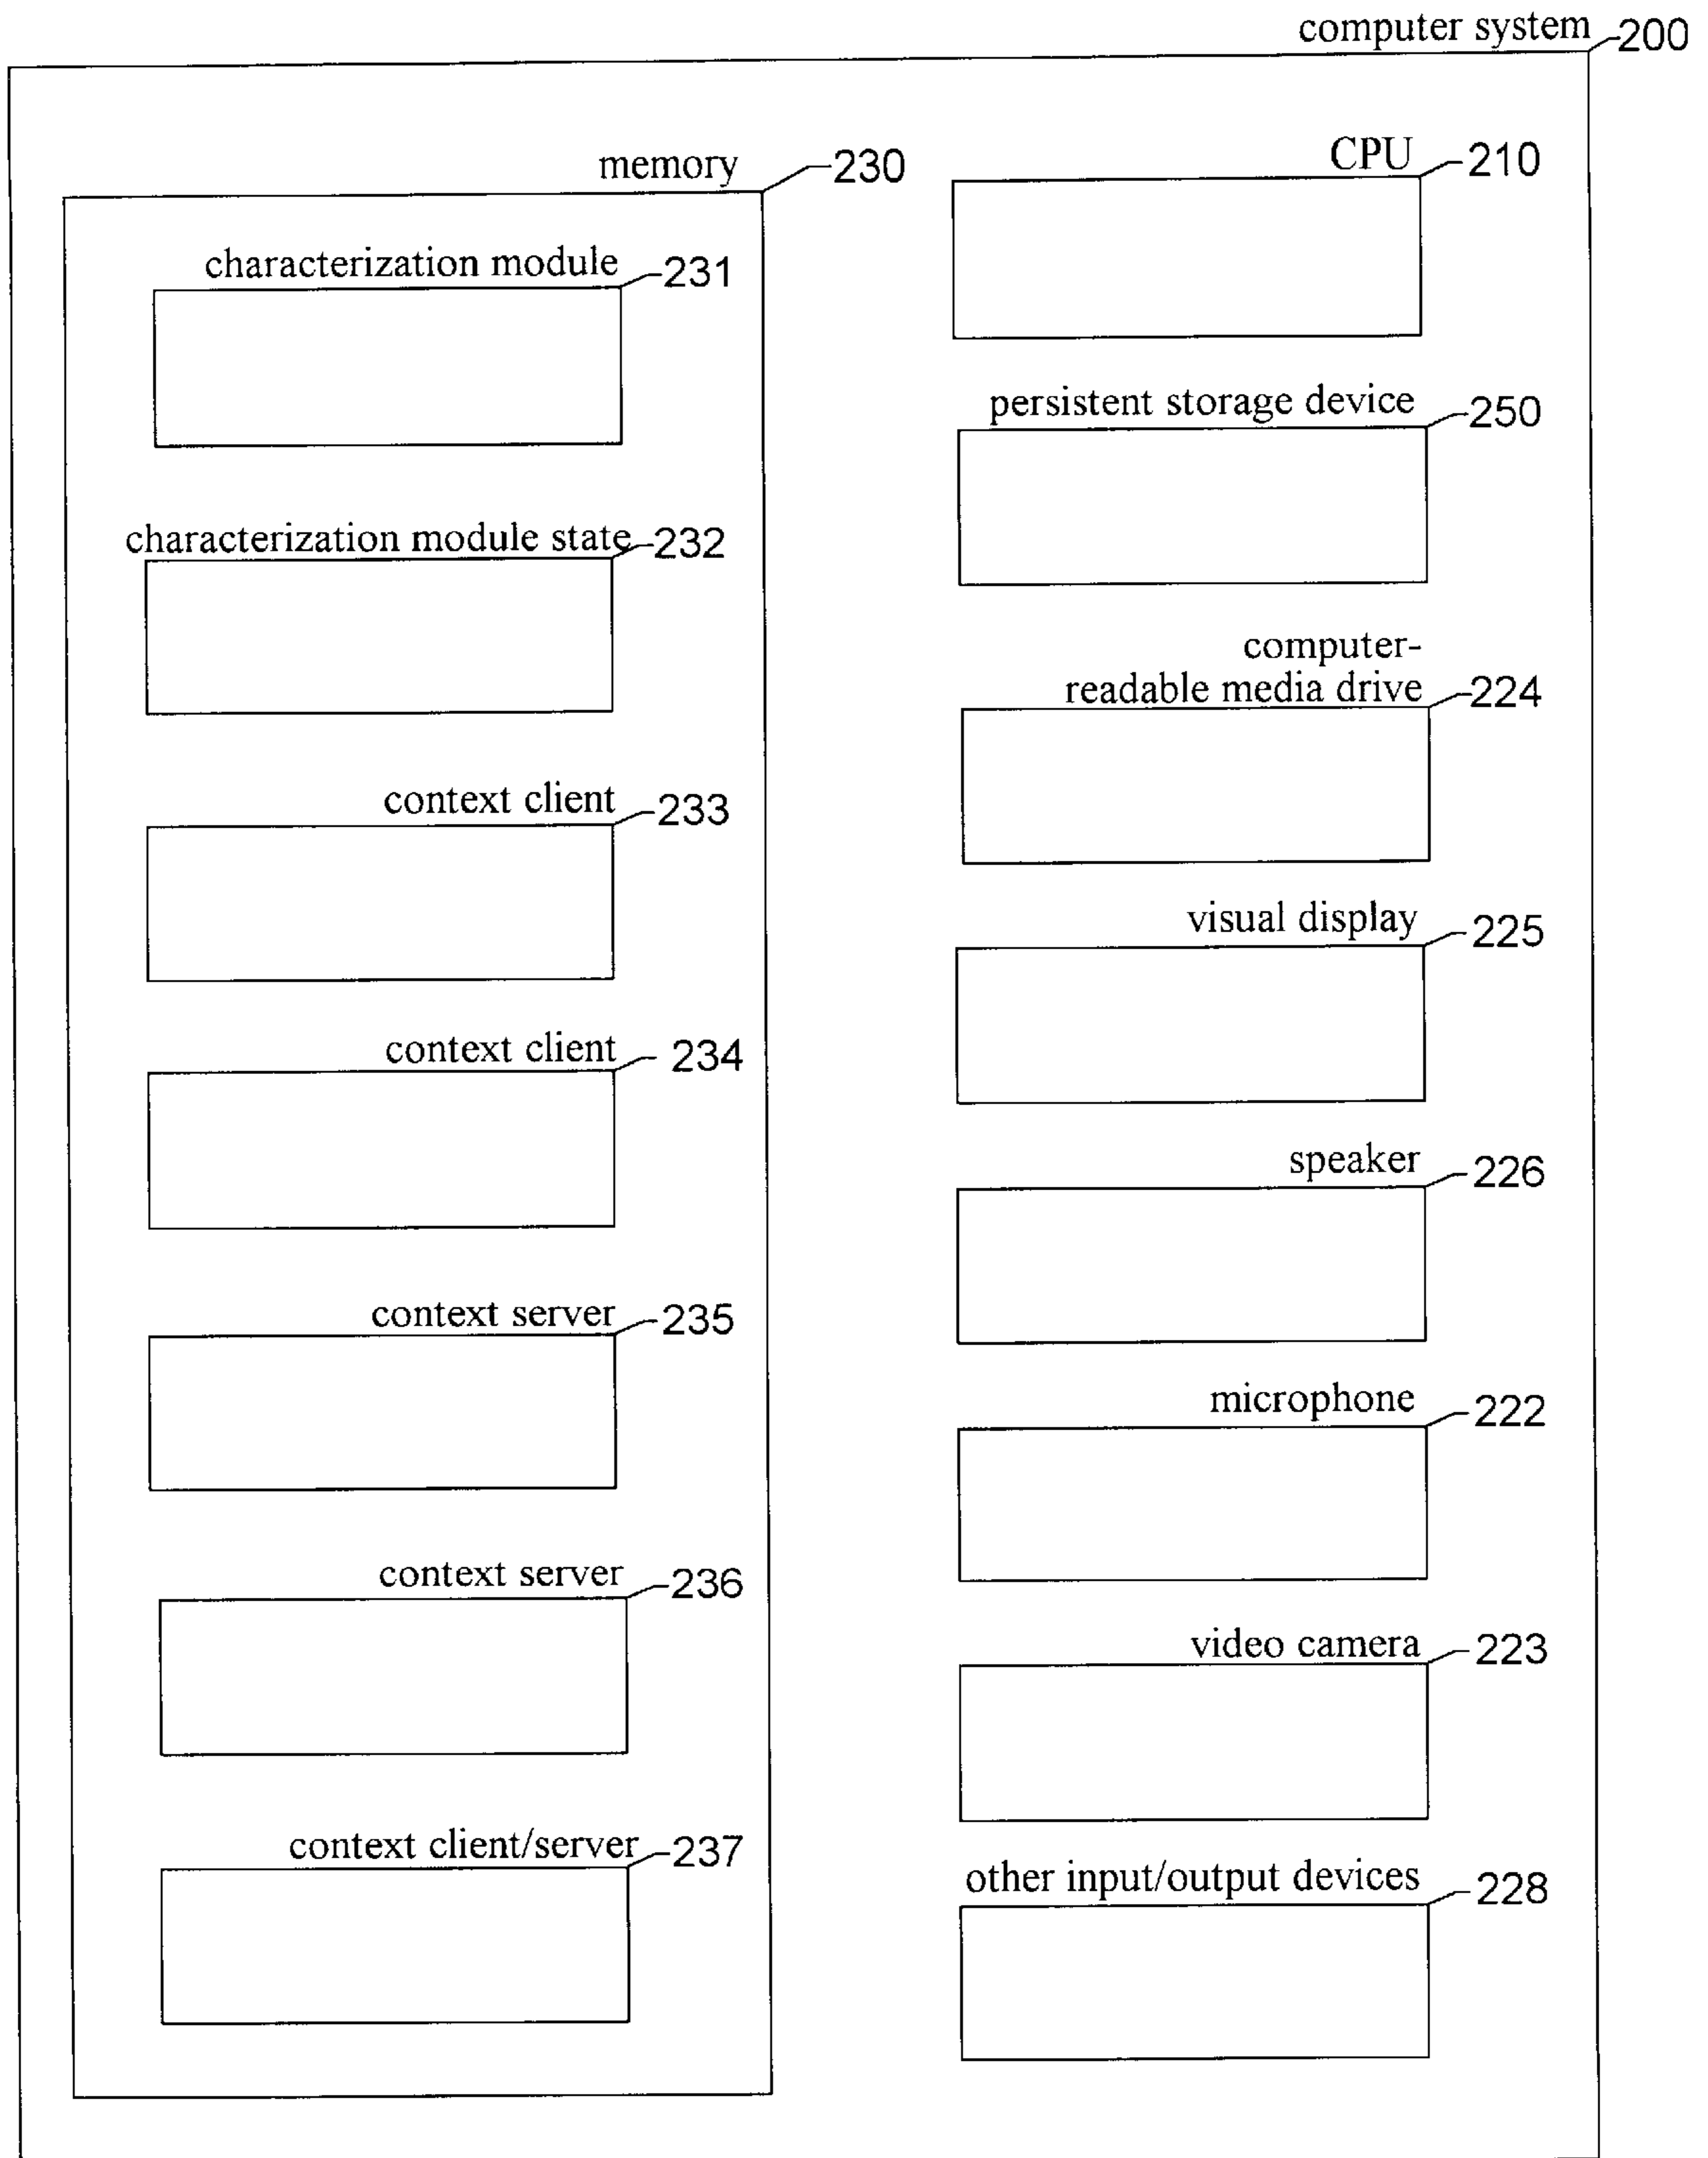 computer system 200
memory 230
characterization module 231
characterization module state 232
context client 233
context client 234
context server 235
context server 236
context client/server 237
CPU 210
persistent storage device 250
computer-
readable media drive 224
visual display 225
speaker 226
microphone 222
video camera 223
other input/output devices 228